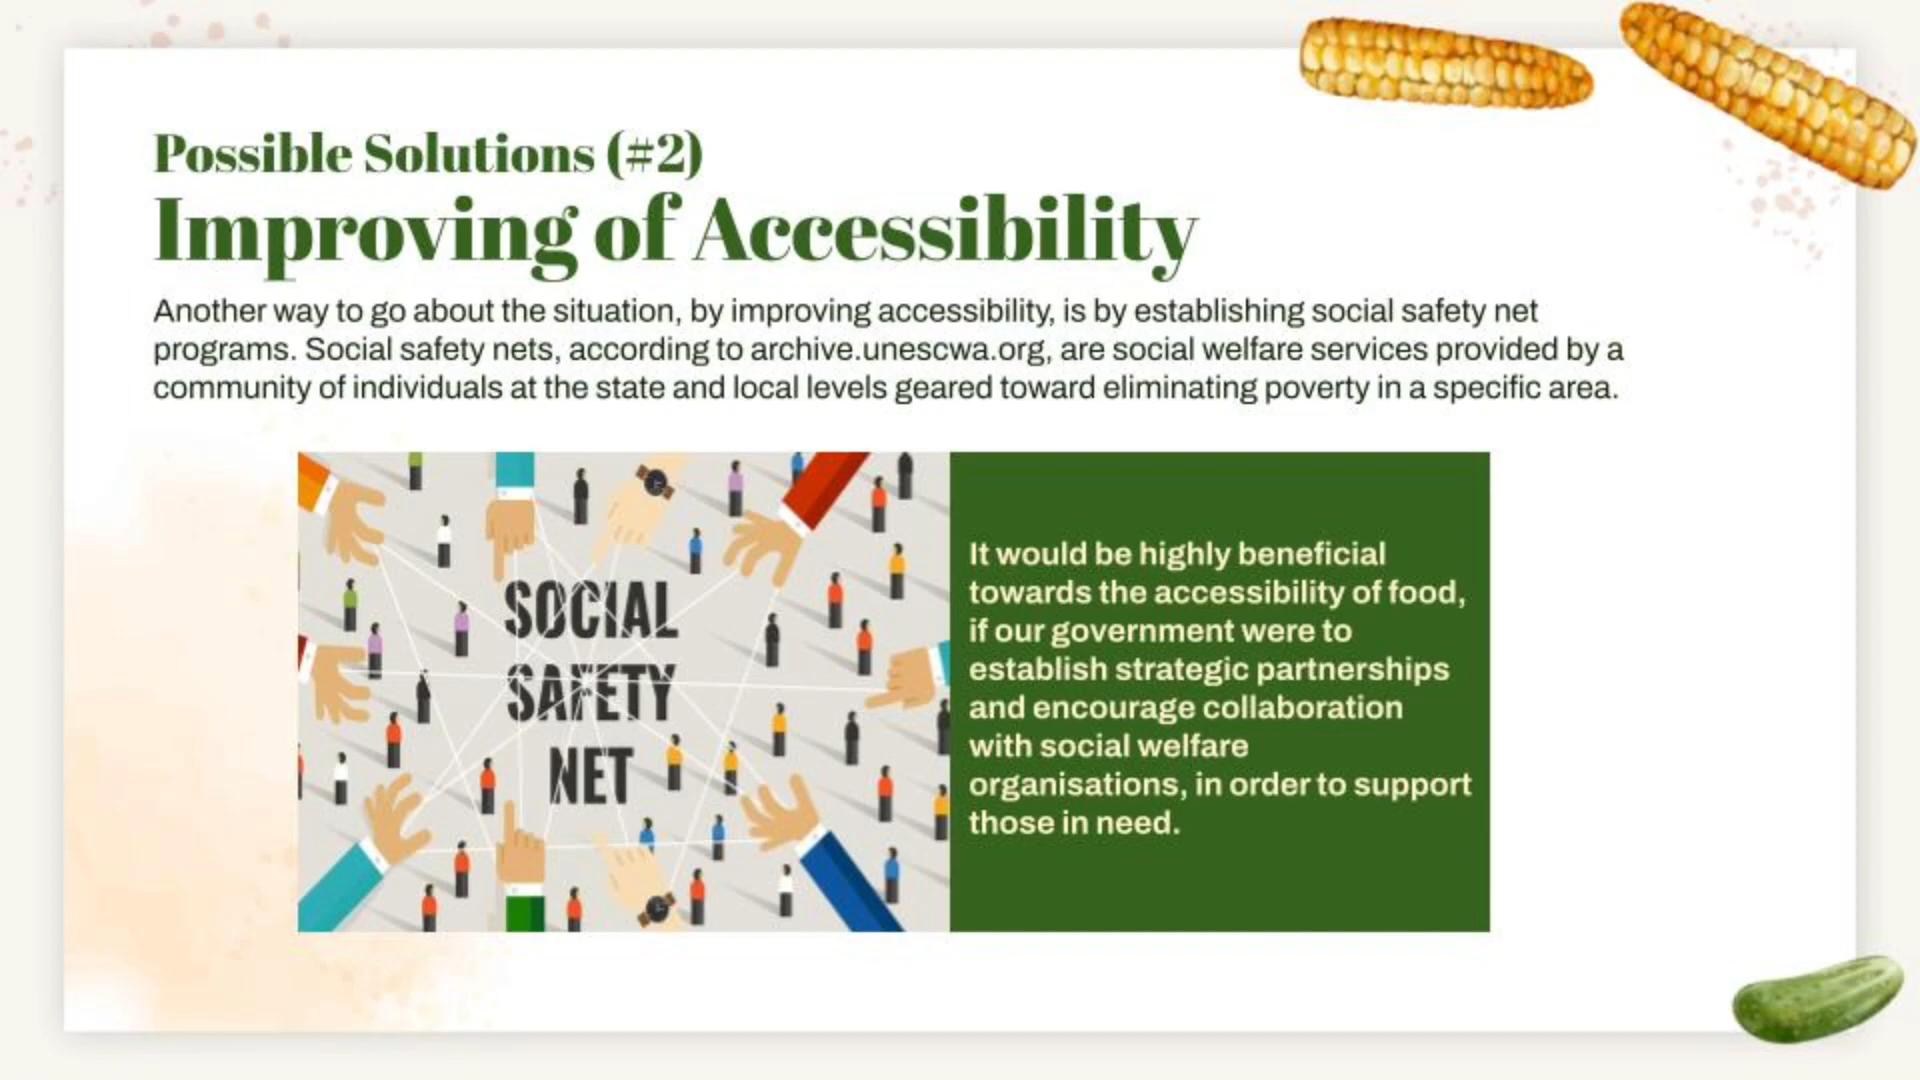 Possible Solutions (#2)
Improving of Accessibility
Another way to go about the situation, by improving accessibility, is by establishing social safety net
programs. Social safety nets, according to archive.unescwa.org, are social welfare services provided by a
community of individuals at the state and local levels geared toward eliminating poverty in a specific area.
SOCIAL
SAFETY
NET
It would be highly beneficial
towards the accessibility of food,
if our government were to
establish strategic partnerships
and encourage collaboration
with social welfare
organisations, in order to support
those in need.